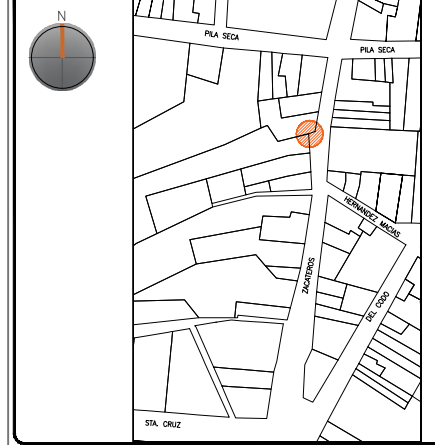 N
PILA SECA
PILA SECA
HERNANDEZ MACIAS
ZACATEROS
DEL CODO
STA. CRUZ